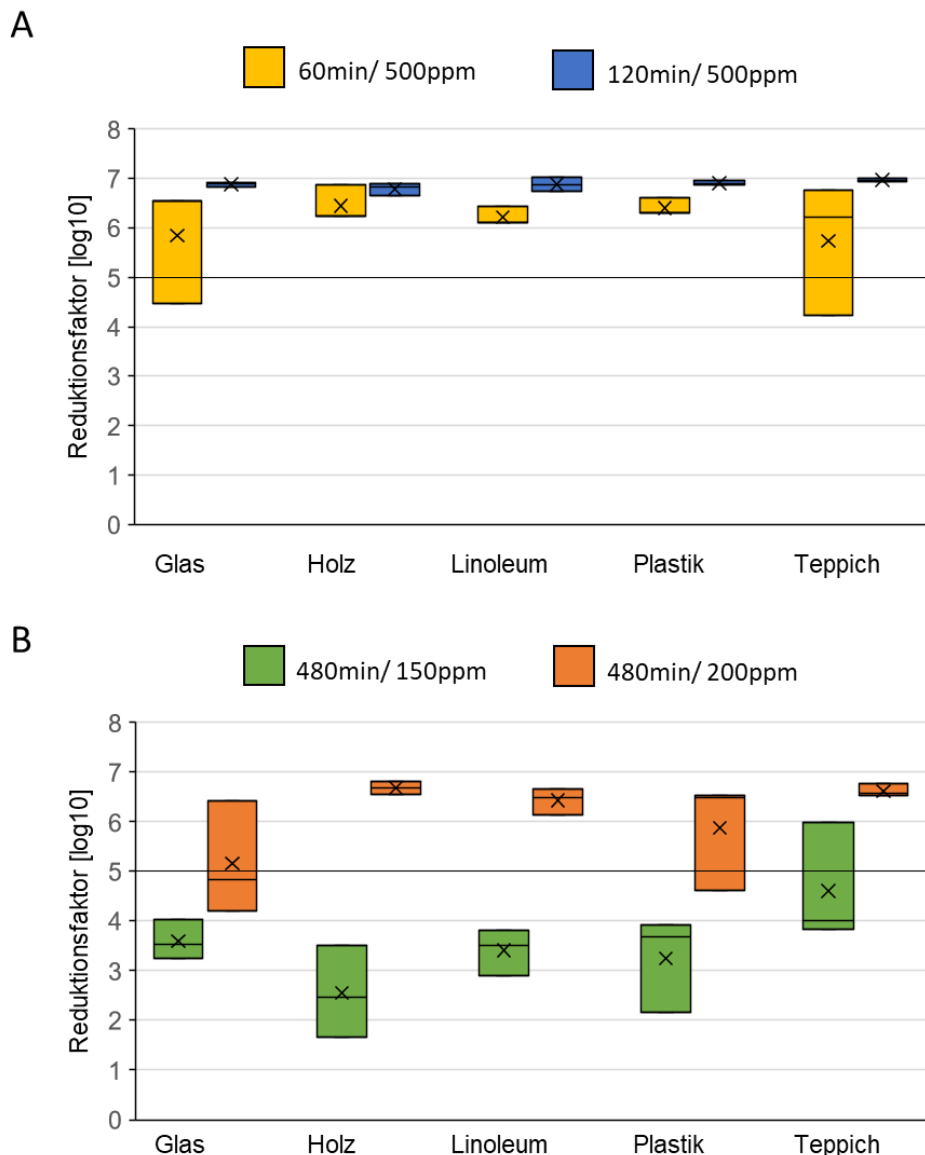 A
60min/ 500ppm
120min/ 500ppm
Reduktionsfaktor [log10]
8
7
6
5
4
3
2
1
0
Glas Holz Linoleum Plastik Teppich
B
480min/ 150ppm
480min/ 200ppm
Reduktionsfaktor [log10]
8
7
6
5
4
3
2
1
0
Glas Holz Linoleum Plastik Teppich